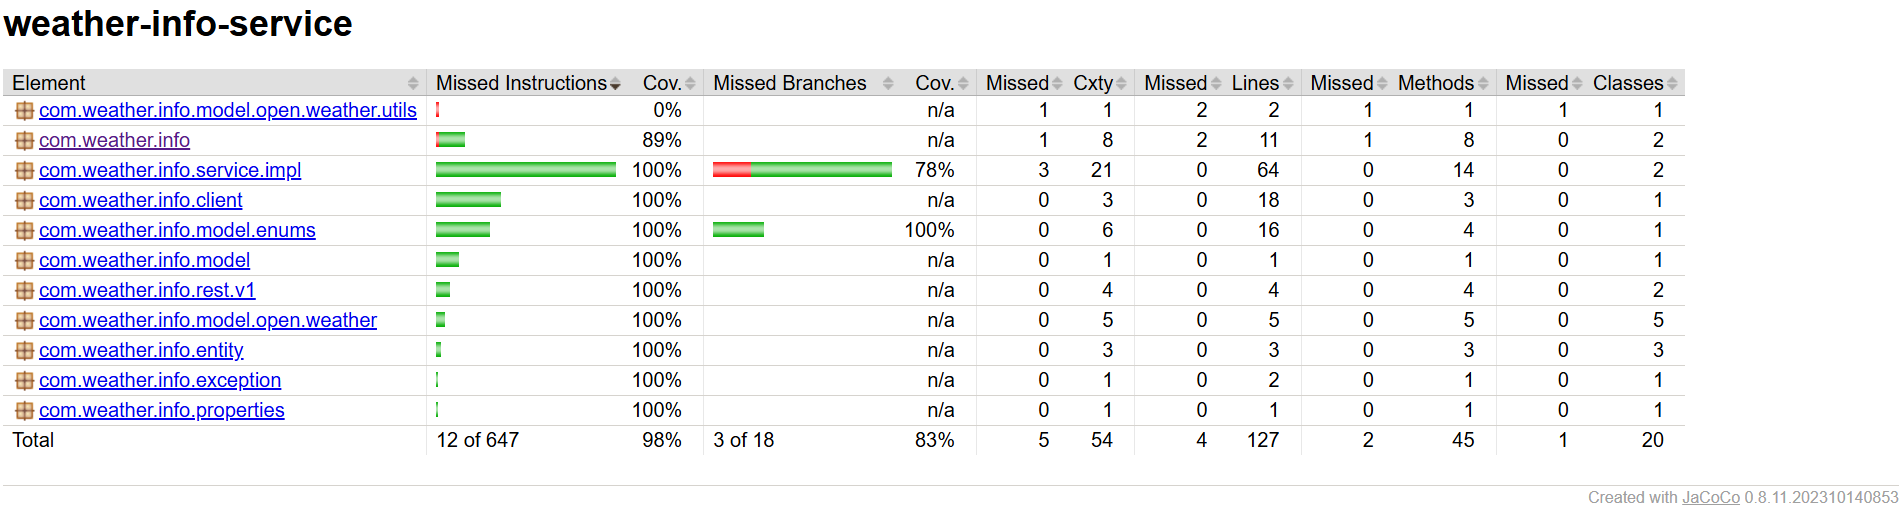 weather-info-service
Element Missed Instructions Cov. Missed Branches Cov. Missed Cxty Missed Lines Missed Methods Missed Classes
com.weather.info.model.open.weather.utils 0% n/a 1 1 2 2 1 1 1 1
com.weather.info 89% n/a 1 8 2 11 1 8 0 2
com.weather.info.service.impl 100% 78% 3 21 0 64 0 14 0 2
com.weather.info.client 100% n/a 0 3 0 18 0 3 0 1
com.weather.info.model.enums 100% 100% 0 6 0 16 0 4 0 1
com.weather.info.model 100% n/a 0 1 0 1 0 1 0 1
com.weather.info.rest.v1 100% n/a 0 4 0 4 0 4 0 2
com.weather.info.model.open.weather 100% n/a 0 5 0 5 0 5 0 5
com.weather.info.entity 100% n/a 0 3 0 3 0 3 0 3
com.weather.info.exception 100% n/a 0 1 0 2 0 1 0 1
com.weather.info.properties 100% n/a 0 1 0 1 0 1 0 1
Total 12 of 647 98% 3 of 18 83% 5 54 4 127 2 45 1 20
Created with JaCoCo 0.8.11.202310140853